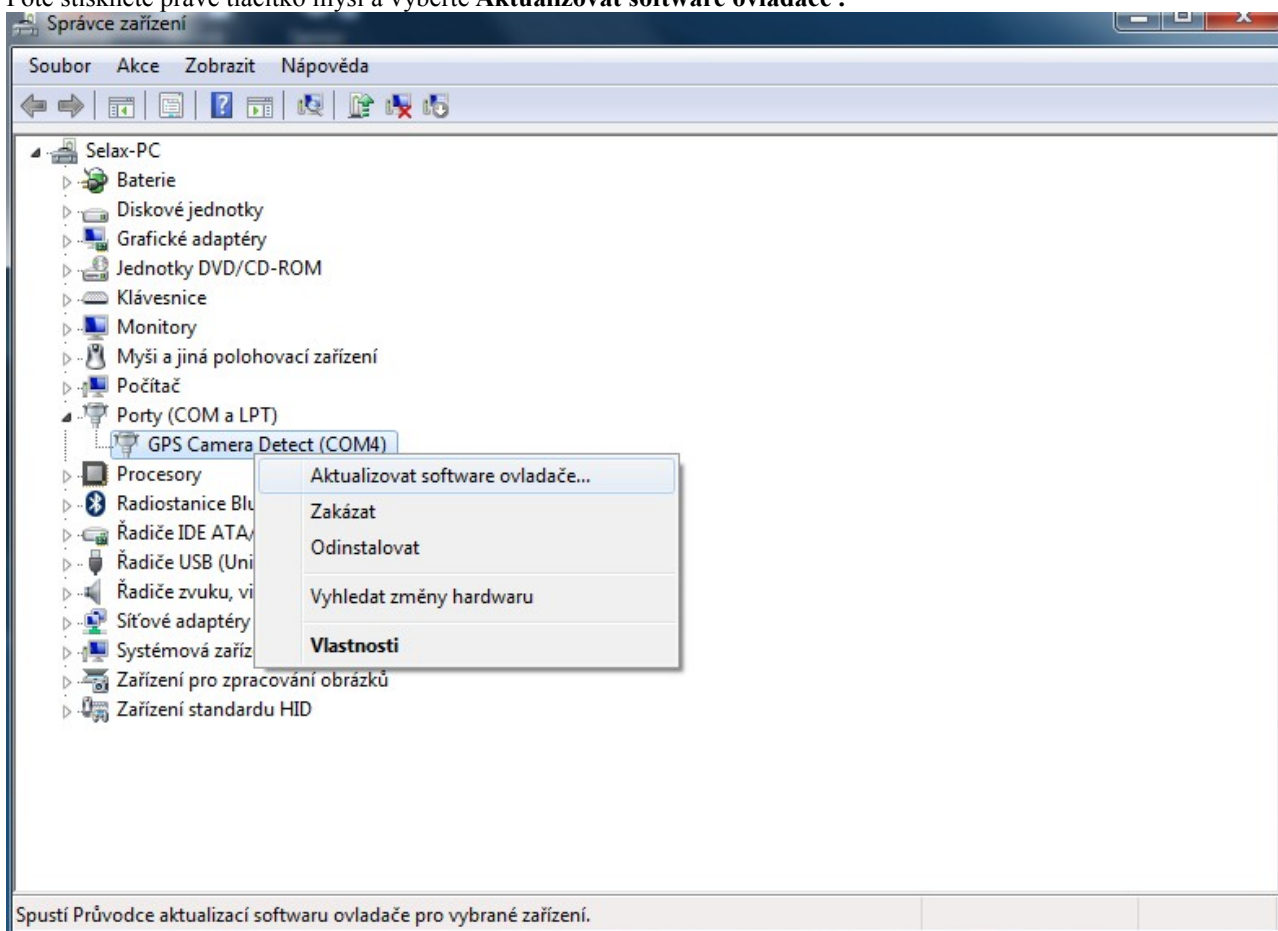 Poté stiskněte pravé tlačítko myši a vyberte Aktualizovat software ovladače .
Správce zařízení
Soubor Akce Zobrazit Nápověda
Selax-PC
Baterie
Diskové jednotky
Grafické adaptéry
Jednotky DVD/CD-ROM
Klávesnice
Monitory
Myši a jiná polohovací zařízení
Počítač
Porty (COM a LPT)
GPS Camera Detect (COM4)
Procesory
Aktualizovat software ovladače...
Radiostanice Blu
Zakázat
Řadiče IDE ATA/
Odinstalovat
Řadiče USB (Uni
Řadiče zvuku, vi
Vyhledat změny hardwaru
Síťové adaptéry
Systémová zaříz
Vlastnosti
Zařízení pro zpracování obrázků
Zařízení standardu HID
Spustí Průvodce aktualizací softwaru ovladače pro vybrané zařízení.